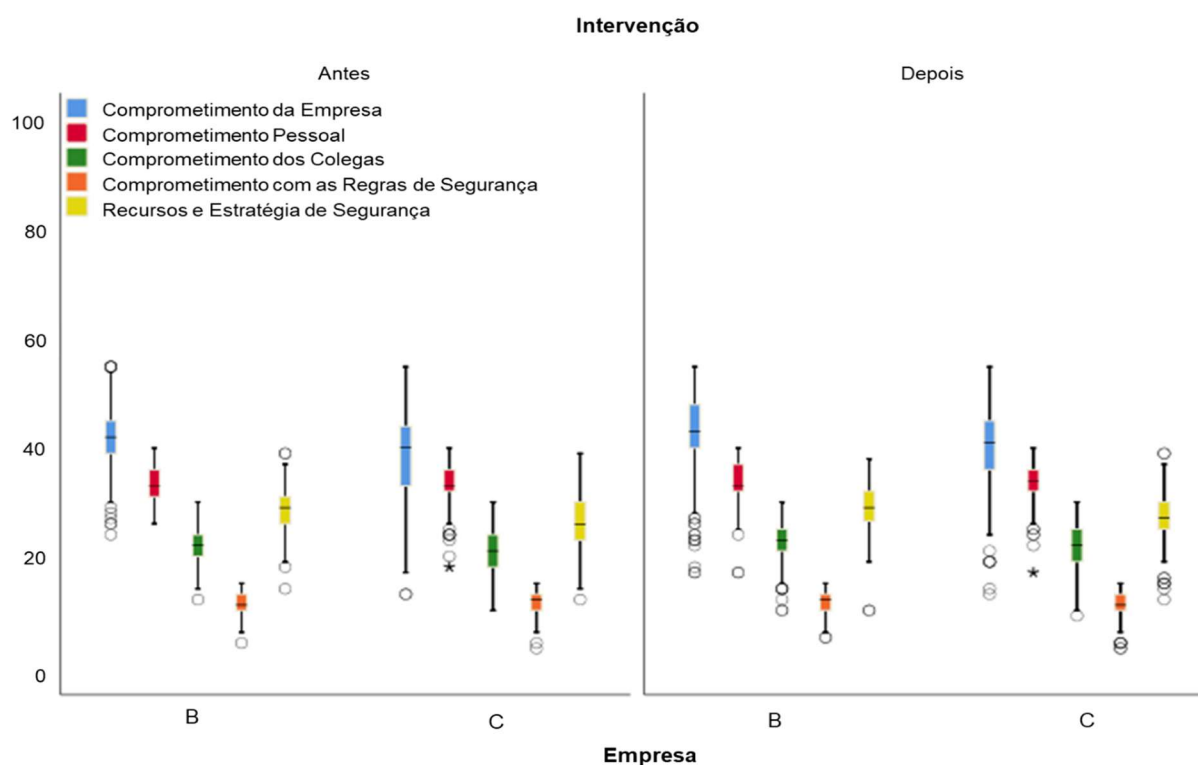 Intervenção
Antes
Depois
Comprometimento da Empresa
Comprometimento Pessoal
Comprometimento dos Colegas
Comprometimento com as Regras de Segurança
Recursos e Estratégia de Segurança
100
80
60
40
20
0
B
C
B
C
Empresa